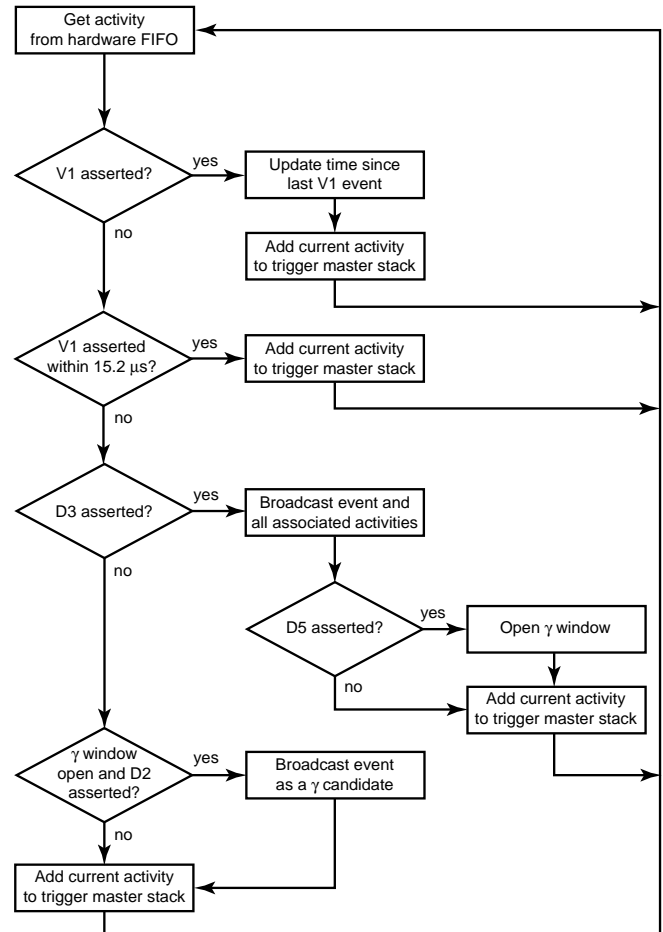 Get activity
from hardware FIFO
V1 asserted?
yes
Update time since
last V1 event
no
Add current activity
to trigger master stack
V1 asserted
within 15.2 μs?
yes
Add current activity
to trigger master stack
no
D3 asserted?
yes
Broadcast event and
all associated activities
no
D5 asserted?
yes
Open γ window
no
Add current activity
to trigger master stack
γ window
open and D2
asserted?
yes
Broadcast event
as a γ candidate
no
Add current activity
to trigger master stack